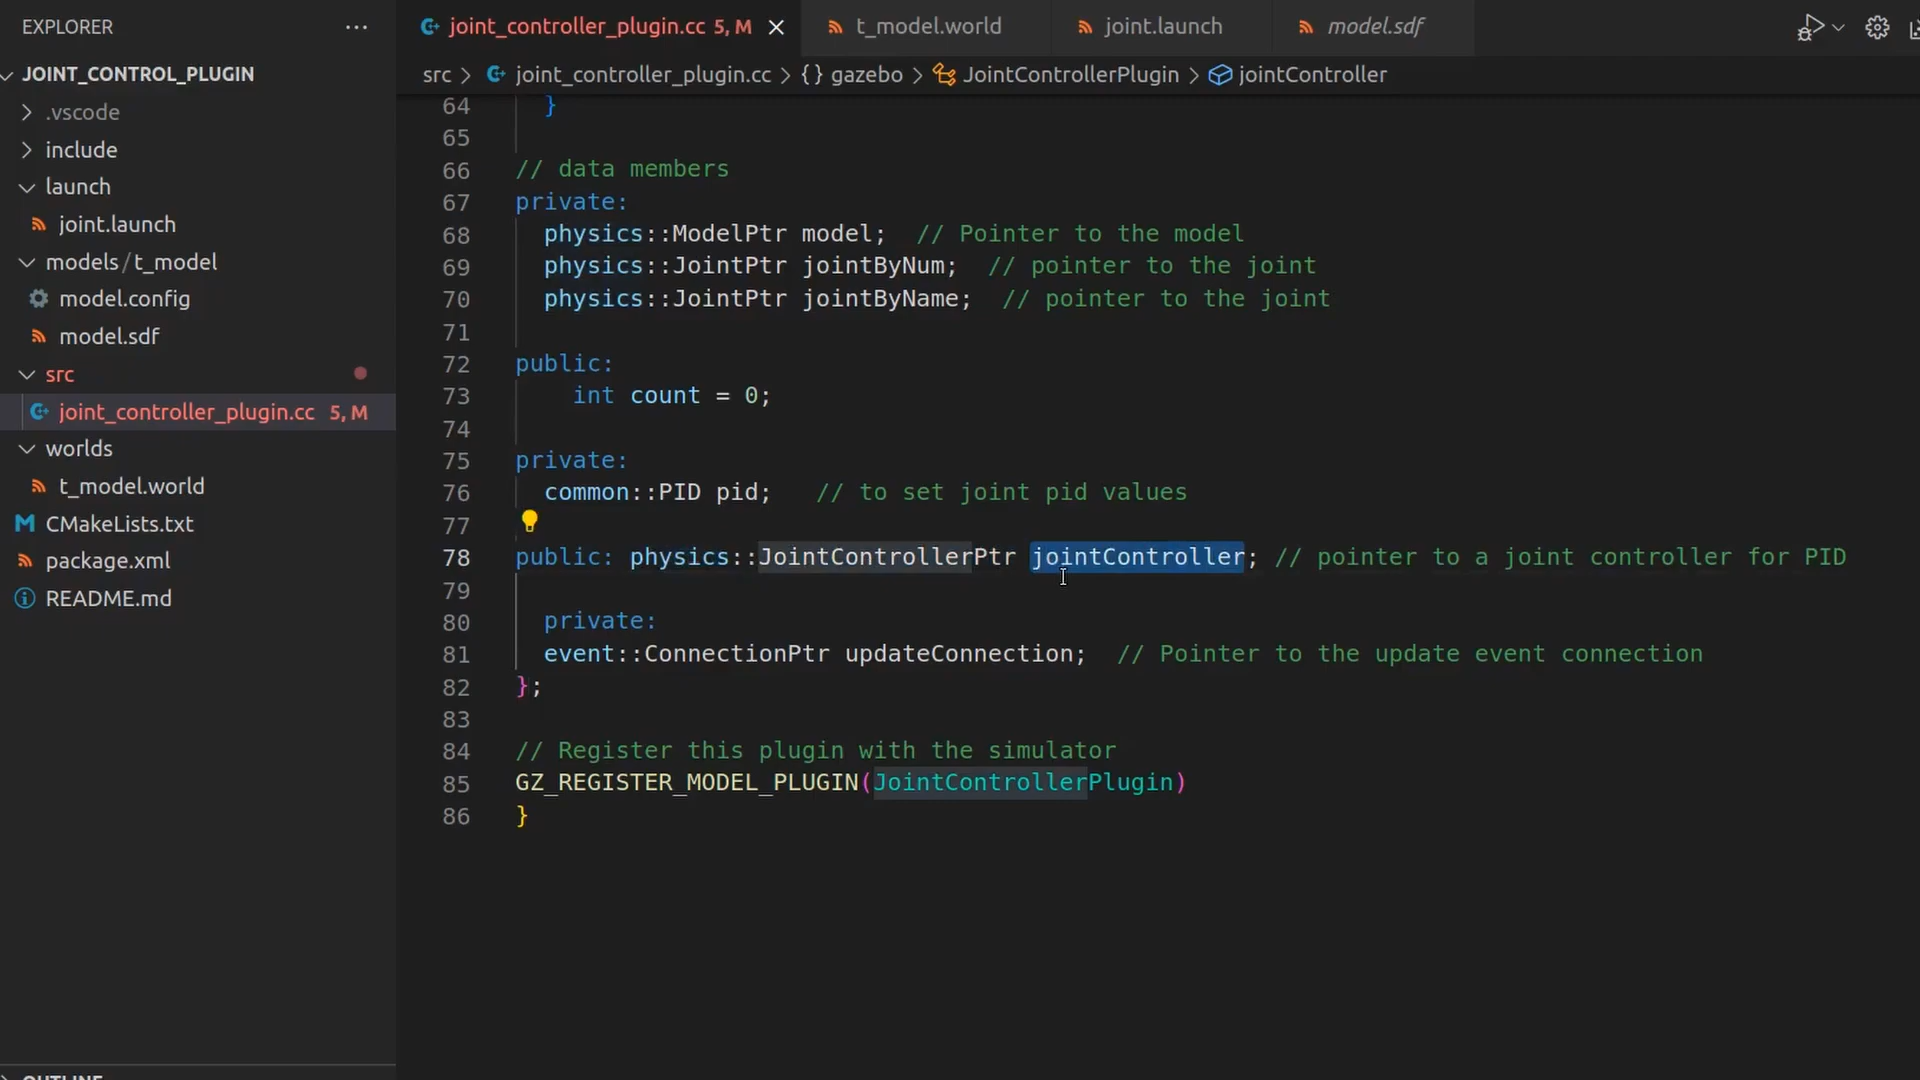 EXPLORER ···
JOINT_CONTROL_PLUGIN
.vscode
include
launch
joint.launch
models/t_model
model.config
model.sdf
src
joint_controller_plugin.cc 5, M
worlds
t_model.world
CMakeLists.txt
package.xml
README.md
joint_controller_plugin.cc 5, M
t_model.world
joint.launch
model.sdf
src > joint_controller_plugin.cc > {} gazebo > JointControllerPlugin > jointController
64 }
65
66 // data members
67 private:
68 physics::ModelPtr model; // Pointer to the model
69 physics::JointPtr jointByNum; // pointer to the joint
70 physics::JointPtr jointByName; // pointer to the joint
71
72 public:
73 int count = 0;
74
75 private:
76 common::PID pid; // to set joint pid values
77
78 public: physics::JointControllerPtr jointController; // pointer to a joint controller for PID
79
80 private:
81 event::ConnectionPtr updateConnection; // Pointer to the update event connection
82 };
83
84 // Register this plugin with the simulator
85 GZ_REGISTER_MODEL_PLUGIN(JointControllerPlugin)
86 }